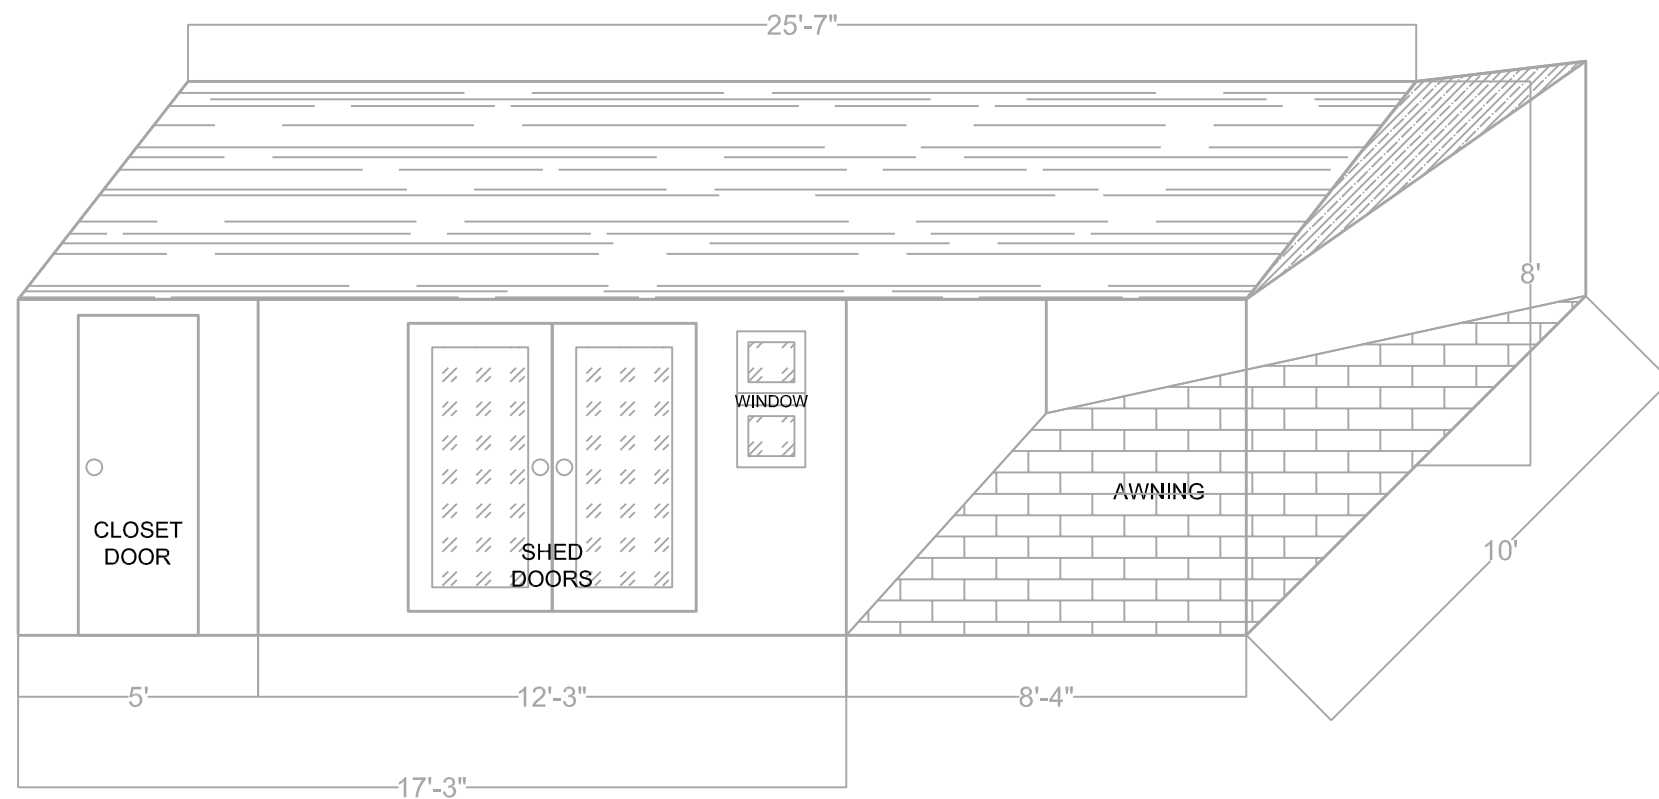 25'-7"
8'
WINDOW
AWNING
CLOSET
DOOR
SHED
DOORS
10'
5'
12'-3"
8'-4"
17'-3"